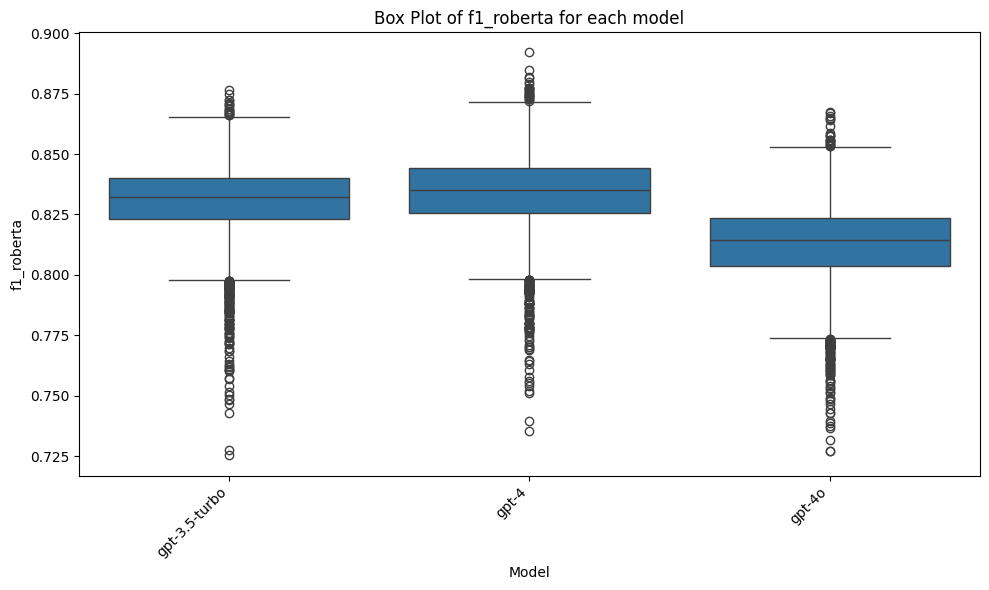 Box Plot of f1_roberta for each model
f1_roberta
0.900
0.875
0.850
0.825
0.800
0.775
0.750
0.725
gpt-3.5-turbo
gpt-4
gpt-4o
Model